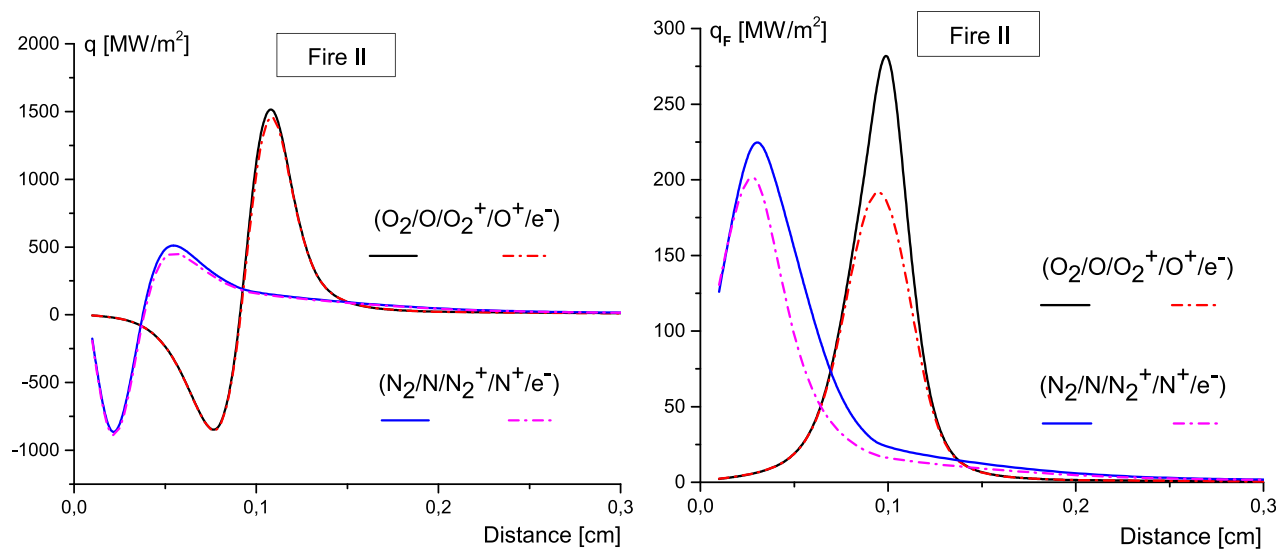 q [MW/m²]
Fire II
2000
1500
1000
500
0
-500
-1000
(O₂/O/O₂⁺/O⁺/e⁻)
(N₂/N/N₂⁺/N⁺/e⁻)
0,0
0,1
0,2
0,3
Distance [cm]
q_F [MW/m²]
Fire II
300
250
200
150
100
50
0
(O₂/O/O₂⁺/O⁺/e⁻)
(N₂/N/N₂⁺/N⁺/e⁻)
0,0
0,1
0,2
0,3
Distance [cm]